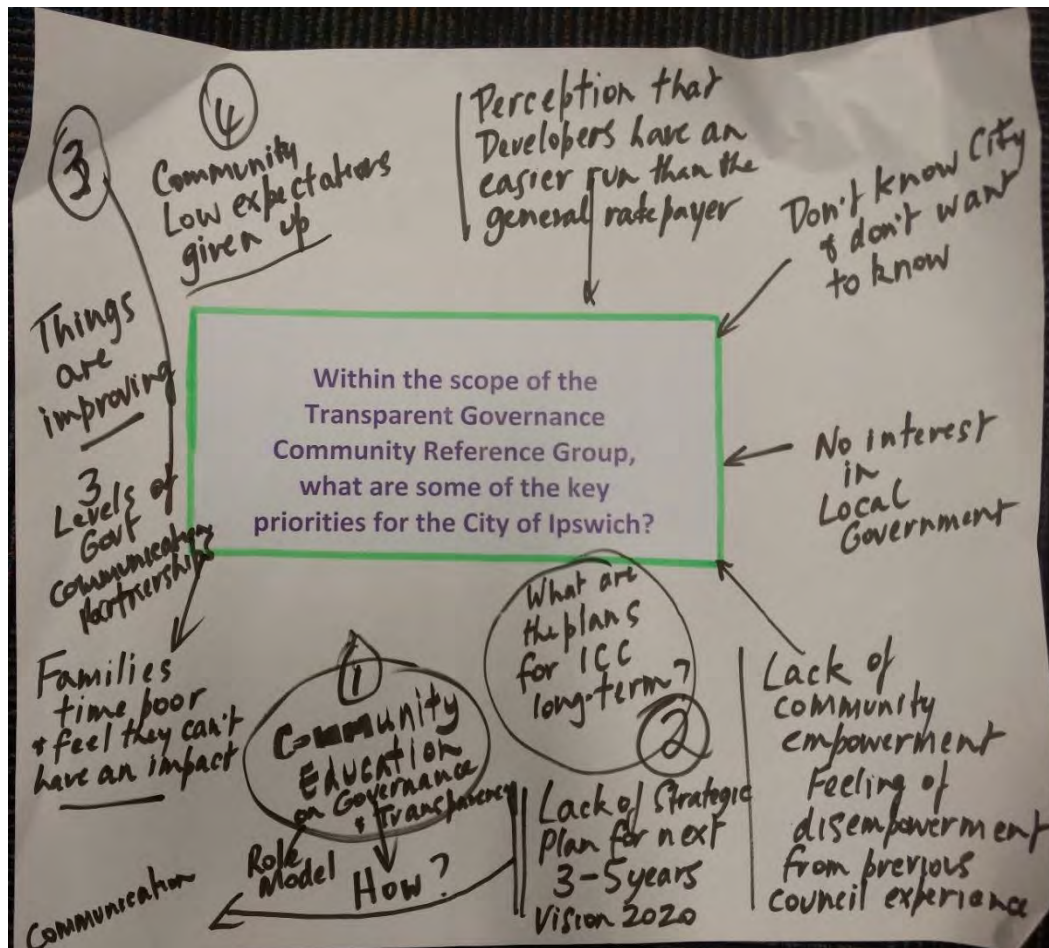 3
4
Community
Low expectations
given up
Perception that
Developers have an
easier run than the
general ratepayer
Don't know City
& don't want
to know
Things
are
improving
Within the scope of the
Transparent Governance
Community Reference Group,
what are some of the key
priorities for the City of Ipswich?
No interest
in
Local
Government
3
Levels of
Govt
Communication
Partnerships
Families
time poor
& feel they can't
have an impact
1
Community
Education
on Governance
& Transparency
Role
Model
How?
Communication
What are
the plans
for ICC
long-term?
2
Lack of Strategic
Plan for next
3-5 years
Vision 2020
Lack of
community
empowerment
Feeling of
disempowerment
from previous
council experience